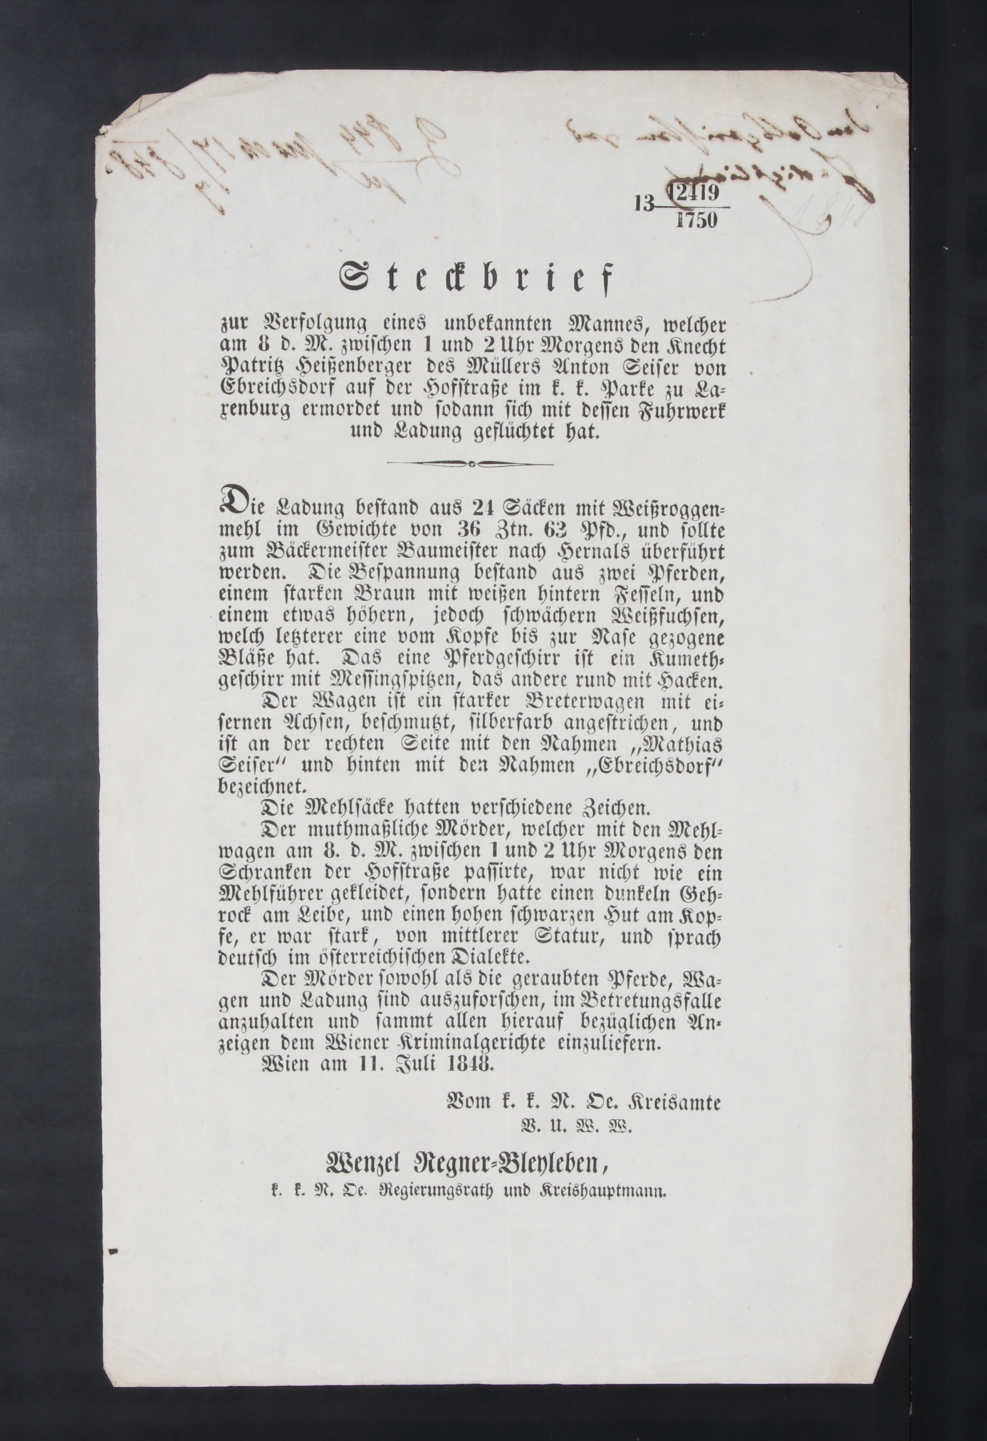 13 12419
1750
Steckbrief
zur Verfolgung eines unbekannten Mannes, welcher
am 8 d. M. zwischen 1 und 2 Uhr Morgens den Knecht
Patritz Heißenberger des Müllers Anton Seiser von
Ebreichsdorf auf der Hofstraße im k. k. Parke zu La-
xenburg ermordet und sodann sich mit dessen Fuhrwerk
und Ladung geflüchtet hat.
Die Ladung bestand aus 24 Säcken mit Weißroggen-
mehl im Gewichte von 36 Ztn. 63 Pfd., und sollte
zum Bäckermeister Baumeister nach Hernals überführt
werden. Die Bespannung bestand aus zwei Pferden,
einem starken Braun mit weißen hintern Fesseln, und
einem etwas höhern, jedoch schwächern Weißfuchsen,
welch letzterer eine vom Kopfe bis zur Nase gezogene
Bläße hat. Das eine Pferdgeschirr ist ein Kumeth-
geschirr mit Messingspitzen, das andere rund mit Hacken.
Der Wagen ist ein starker Breterwagen mit ei-
sernen Achsen, beschmutzt, silberfarb angestrichen, und
ist an der rechten Seite mit den Nahmen „Mathias
Seiser“ und hinten mit den Nahmen „Ebreichsdorf“
bezeichnet.
Die Mehlsäcke hatten verschiedene Zeichen.
Der muthmaßliche Mörder, welcher mit den Mehl-
wagen am 8. d. M. zwischen 1 und 2 Uhr Morgens den
Schranken der Hofstraße passirte, war nicht wie ein
Mehlführer gekleidet, sondern hatte einen dunkeln Geh-
rock am Leibe, und einen hohen schwarzen Hut am Kop-
fe, er war stark, von mittlerer Statur, und sprach
deutsch im österreichischen Dialekte.
Der Mörder sowohl als die geraubten Pferde, Wa-
gen und Ladung sind auszuforschen, im Betretungsfalle
anzuhalten und sammt allen hierauf bezüglichen An-
zeigen dem Wiener Kriminalgerichte einzuliefern.
Wien am 11. Juli 1848.
Vom k. k. N. Oe. Kreisamte
V. U. W. W.
Wenzel Regner-Bleyleben,
k. k. N. Oe. Regierungsrath und Kreishauptmann.